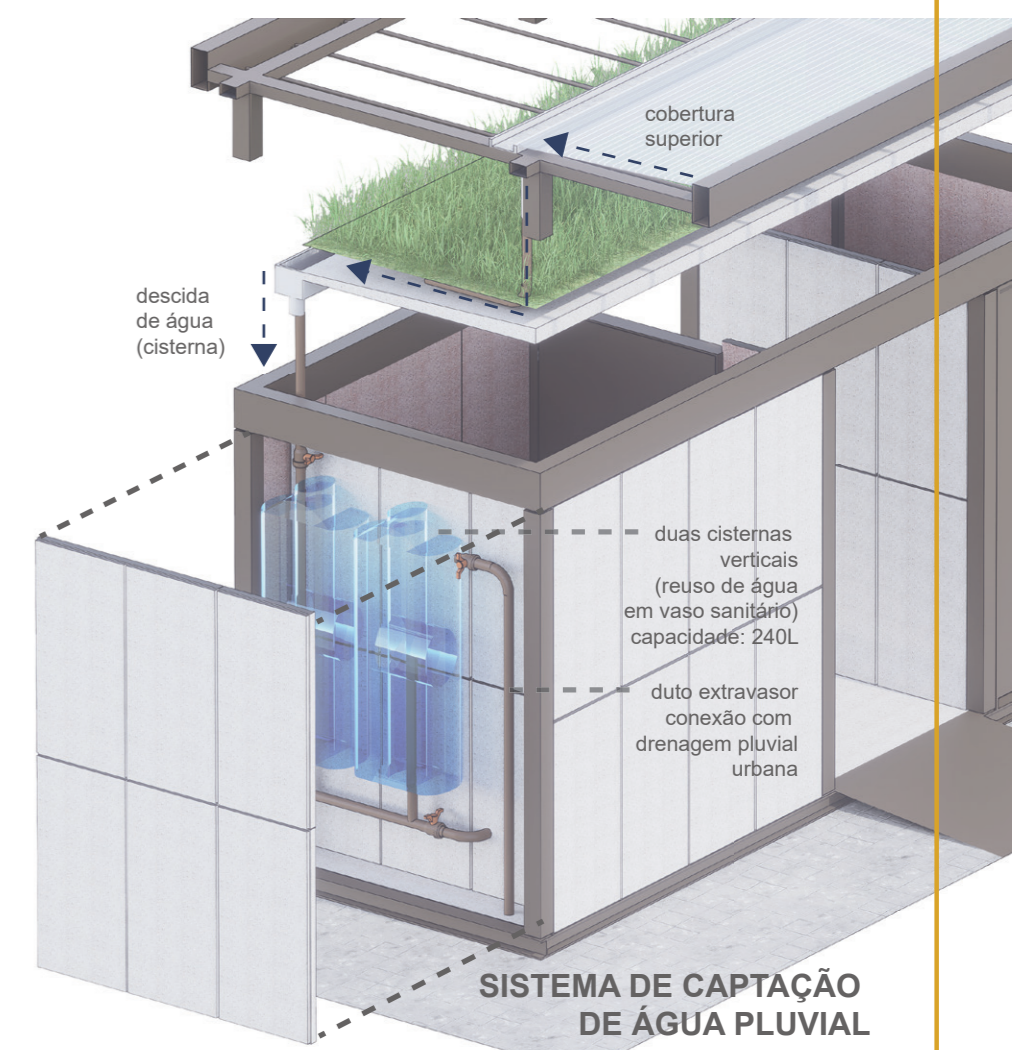 cobertura
superior
descida
de água
(cisterna)
duas cisternas
verticais
(reuso de água
em vaso sanitário)
capacidade: 240L
duto extravasor
conexão com
drenagem pluvial
urbana
SISTEMA DE CAPTAÇÃO
DE ÁGUA PLUVIAL